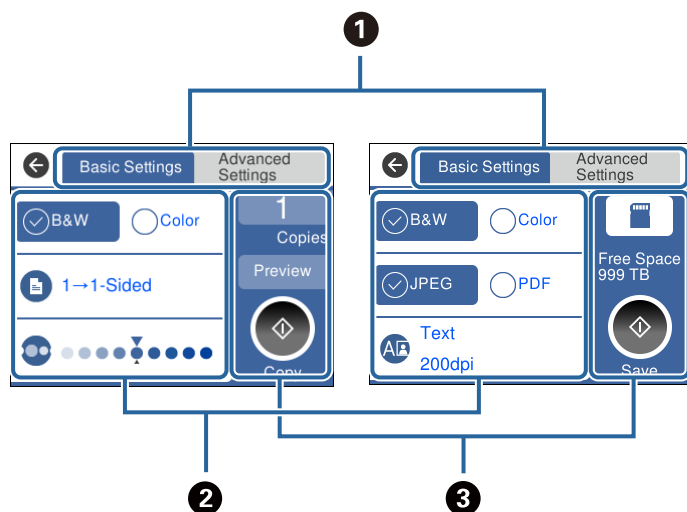 1
Basic Settings
Advanced
Settings
B&W
Color
1→1-Sided
1
Copies
Preview
Copy
Basic Settings
Advanced
Settings
B&W
Color
JPEG
PDF
A
Text
200dpi
Free Space
999 TB
Save
2
3